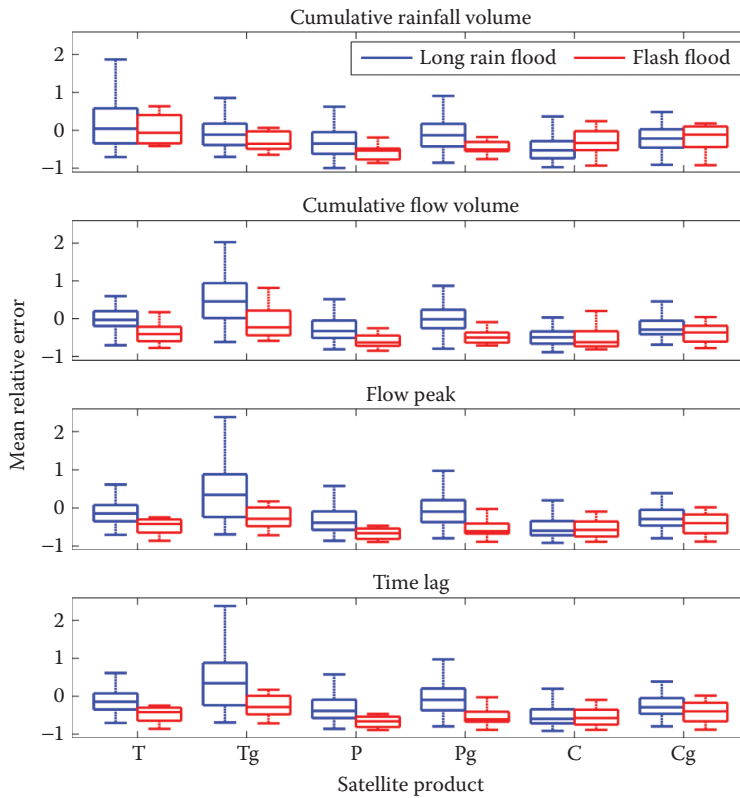 Cumulative rainfall volume
2
Long rain flood
Flash flood
1
0
−1
Cumulative flow volume
2
1
0
−1
Mean relative error
Flow peak
2
1
0
−1
Time lag
2
1
0
−1
T Tg P Pg C Cg
Satellite product